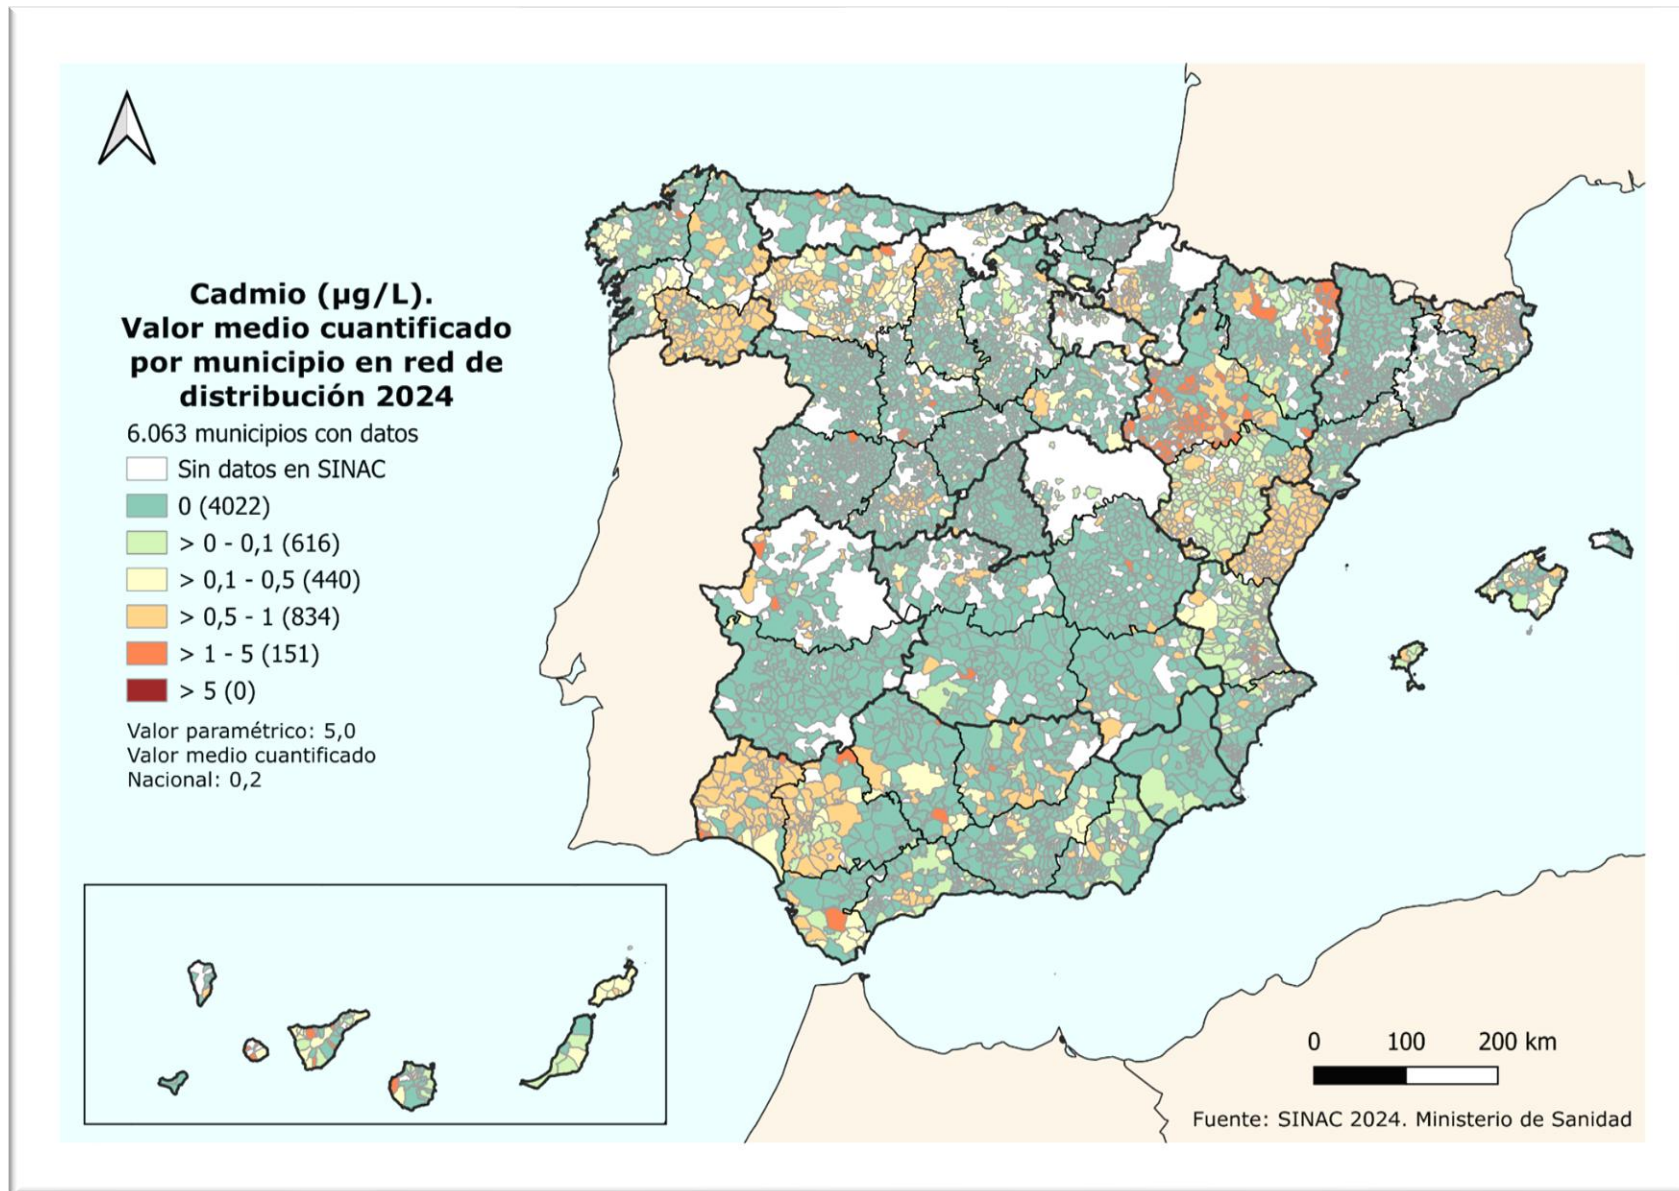 Cadmio (µg/L).
Valor medio cuantificado
por municipio en red de
distribución 2024
6.063 municipios con datos
Sin datos en SINAC
0 (4022)
> 0 - 0,1 (616)
> 0,1 - 0,5 (440)
> 0,5 - 1 (834)
> 1 - 5 (151)
> 5 (0)
Valor paramétrico: 5,0
Valor medio cuantificado
Nacional: 0,2
0 100 200 km
Fuente: SINAC 2024. Ministerio de Sanidad